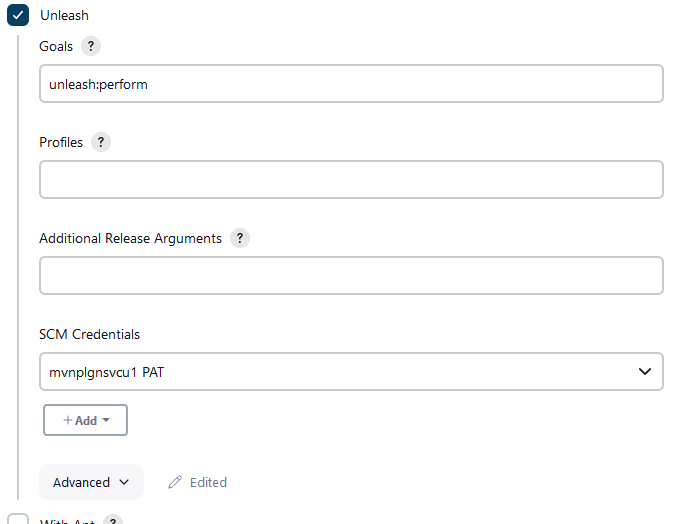 Unleash
Goals ?
unleash:perform
Profiles ?
Additional Release Arguments ?
SCM Credentials
mvnplgnsvcu1 PAT
+ Add
Advanced
Edited
With Ant ?